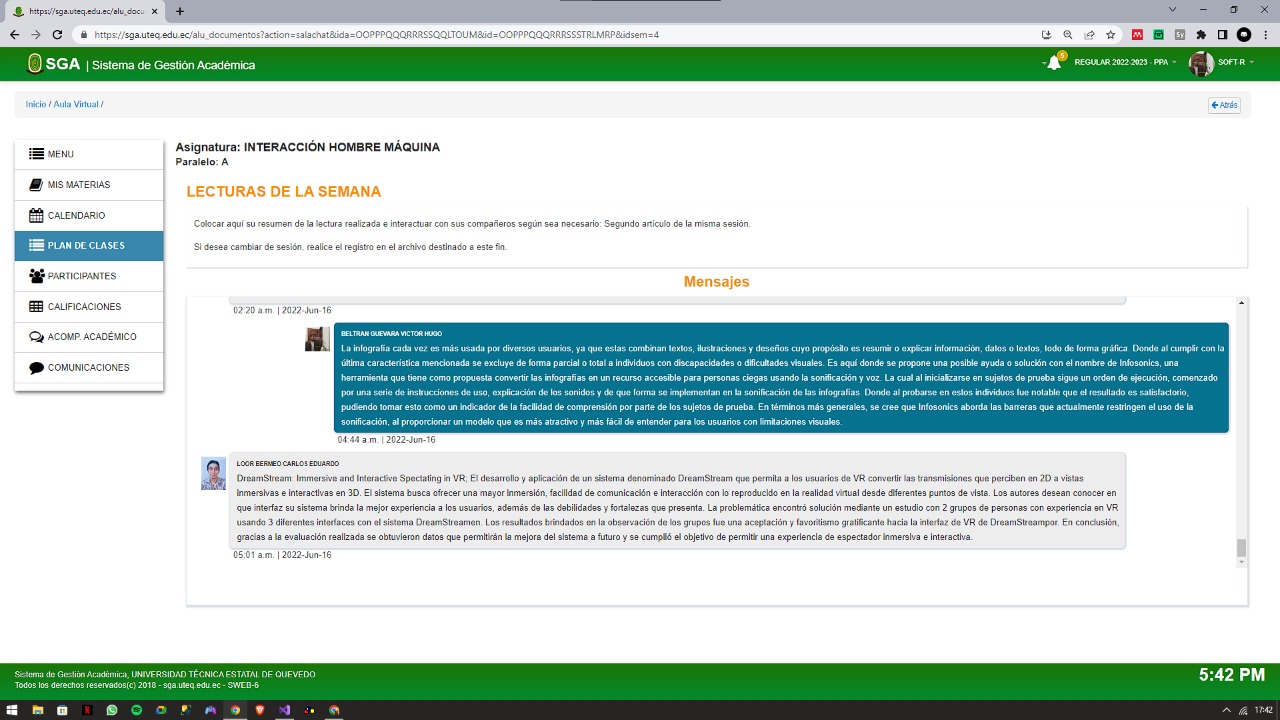 https://sga.uteq.edu.ec/alu_docu
https://sga.uteq.edu.ec/alu_documentos?action=salachat&ida=OOPPPQQQRRRSSQQLTOUM&id=OOPPPQQQRRRSSSTRLMRP&idsem=4
SGA | Sistema de Gestión Académica
5
REGULAR 2022-2023 - PPA
SOFT-R
Inicio / Aula Virtual /
Atrás
MENU
MIS MATERIAS
CALENDARIO
PLAN DE CLASES
PARTICIPANTES
CALIFICACIONES
ACOMP. ACADÉMICO
COMUNICACIONES
Asignatura: INTERACCIÓN HOMBRE MÁQUINA
Paralelo: A
LECTURAS DE LA SEMANA
Colocar aquí su resumen de la lectura realizada e interactuar con sus compañeros según sea necesario: Segundo artículo de la misma sesión.
Si desea cambiar de sesión, realice el registro en el archivo destinado a este fin.
Mensajes
02:20 a.m. | 2022-Jun-16
BELTRAN GUEVARA VICTOR HUGO
La infografía cada vez es más usada por diversos usuarios, ya que estas combinan textos, ilustraciones y deseños cuyo propósito es resumir o explicar información, datos o textos, todo de forma gráfica. Donde al cumplir con la
última característica mencionada se excluye de forma parcial o total a individuos con discapacidades o dificultades visuales. Es aquí donde se propone una posible ayuda o solución con el nombre de Infosonics, una
herramienta que tiene como propuesta convertir las infografías en un recurso accesible para personas ciegas usando la sonificación y voz. La cual al inicializarse en sujetos de prueba sigue un orden de ejecución, comenzado
por una serie de instrucciones de uso, explicación de los sonidos y de que forma se implementan en la sonificación de las infografías. Donde al probarse en estos individuos fue notable que el resultado es satisfactorio,
pudiendo tomar esto como un indicador de la facilidad de comprensión por parte de los sujetos de prueba. En términos más generales, se cree que Infosonics aborda las barreras que actualmente restringen el uso de la
sonificación, al proporcionar un modelo que es más atractivo y más fácil de entender para los usuarios con limitaciones visuales.
04:44 a.m. | 2022-Jun-16
LOOR BERMEO CARLOS EDUARDO
DreamStream: Immersive and Interactive Spectating in VR, El desarrollo y aplicación de un sistema denominado DreamStream que permita a los usuarios de VR convertir las transmisiones que perciben en 2D a vistas
inmersivas e interactivas en 3D. El sistema busca ofrecer una mayor inmersión, facilidad de comunicación e interacción con lo reproducido en la realidad virtual desde diferentes puntos de vista. Los autores desean conocer en
que interfaz su sistema brinda la mejor experiencia a los usuarios, además de las debilidades y fortalezas que presenta. La problemática encontró solución mediante un estudio con 2 grupos de personas con experiencia en VR
usando 3 diferentes interfaces con el sistema DreamStreamen. Los resultados brindados en la observación de los grupos fue una aceptación y favoritismo gratificante hacia la interfaz de VR de DreamStreampor. En conclusión,
gracias a la evaluación realizada se obtuvieron datos que permitirán la mejora del sistema a futuro y se cumplió el objetivo de permitir una experiencia de espectador inmersiva e interactiva.
05:01 a.m. | 2022-Jun-16
Sistema de Gestión Académica, UNIVERSIDAD TÉCNICA ESTATAL DE QUEVEDO
Todos los derechos reservados(c) 2018 - sga.uteq.edu.ec - SWEB-6
5:42 PM
17:42